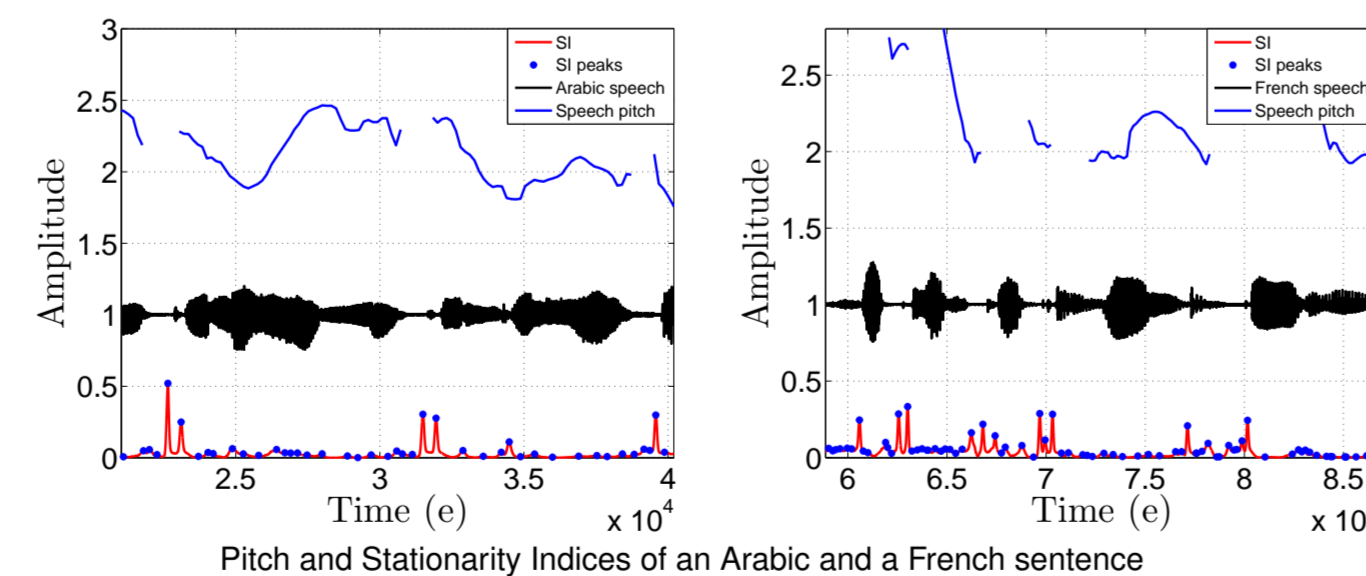 3
2.5
2
1.5
1
0.5
0
Amplitude
SI
SI peaks
Arabic speech
Speech pitch
2.5 3 3.5 4
Time (e)
x 10^4
2.5
2
1.5
1
0.5
0
Amplitude
SI
SI peaks
French speech
Speech pitch
6 6.5 7 7.5 8 8.5
Time (e)
x 10
Pitch and Stationarity Indices of an Arabic and a French sentence